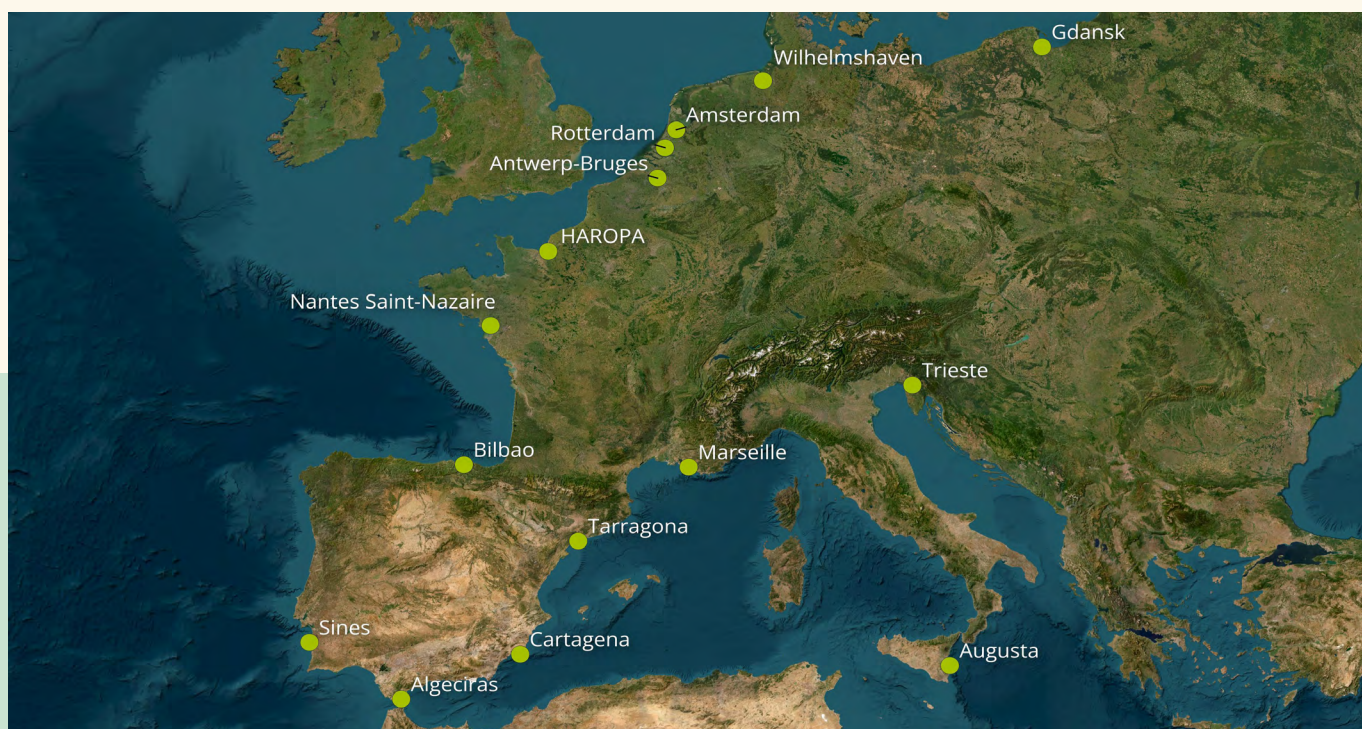 Gdansk
Wilhelmshaven
Amsterdam
Rotterdam
Antwerp-Bruges
HAROPA
Nantes Saint-Nazaire
Trieste
Bilbao
Marseille
Tarragona
Sines
Cartagena
Augusta
Algeciras